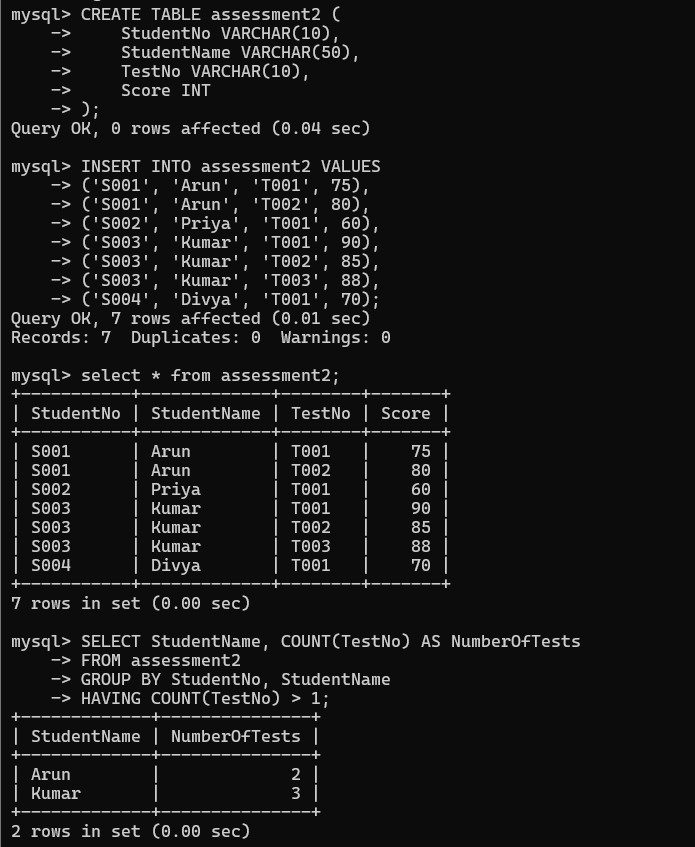 mysql> CREATE TABLE assessment2 (
    ->     StudentNo VARCHAR(10),
    ->     StudentName VARCHAR(50),
    ->     TestNo VARCHAR(10),
    ->     Score INT
    -> );
Query OK, 0 rows affected (0.04 sec)

mysql> INSERT INTO assessment2 VALUES
    -> ('S001', 'Arun', 'T001', 75),
    -> ('S001', 'Arun', 'T002', 80),
    -> ('S002', 'Priya', 'T001', 60),
    -> ('S003', 'Kumar', 'T001', 90),
    -> ('S003', 'Kumar', 'T002', 85),
    -> ('S003', 'Kumar', 'T003', 88),
    -> ('S004', 'Divya', 'T001', 70);
Query OK, 7 rows affected (0.01 sec)
Records: 7  Duplicates: 0  Warnings: 0

mysql> select * from assessment2;
+-----------+-------------+--------+-------+
| StudentNo | StudentName | TestNo | Score |
+-----------+-------------+--------+-------+
| S001      | Arun        | T001   |    75 |
| S001      | Arun        | T002   |    80 |
| S002      | Priya       | T001   |    60 |
| S003      | Kumar       | T001   |    90 |
| S003      | Kumar       | T002   |    85 |
| S003      | Kumar       | T003   |    88 |
| S004      | Divya       | T001   |    70 |
+-----------+-------------+--------+-------+
7 rows in set (0.00 sec)

mysql> SELECT StudentName, COUNT(TestNo) AS NumberOfTests
    -> FROM assessment2
    -> GROUP BY StudentNo, StudentName
    -> HAVING COUNT(TestNo) > 1;
+-------------+---------------+
| StudentName | NumberOfTests |
+-------------+---------------+
| Arun        |             2 |
| Kumar       |             3 |
+-------------+---------------+
2 rows in set (0.00 sec)